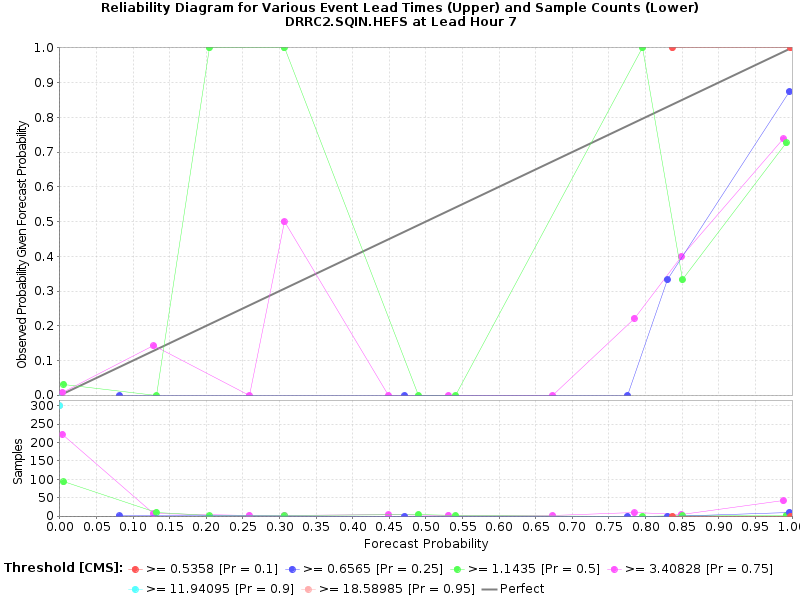 Reliability Diagram for Various Event Lead Times (Upper) and Sample Counts (Lower)
DRRC2.SQIN.HEFS at Lead Hour 7
Observed Probability Given Forecast Probability
1.0
0.9
0.8
0.7
0.6
0.5
0.4
0.3
0.2
0.1
0.0
Samples
300
250
200
150
100
50
0
0.00 0.05 0.10 0.15 0.20 0.25 0.30 0.35 0.40 0.45 0.50 0.55 0.60 0.65 0.70 0.75 0.80 0.85 0.90 0.95 1.00
Forecast Probability
Threshold [CMS]: >= 0.5358 [Pr = 0.1] >= 0.6565 [Pr = 0.25] >= 1.1435 [Pr = 0.5] >= 3.40828 [Pr = 0.75]
>= 11.94095 [Pr = 0.9] >= 18.58985 [Pr = 0.95] Perfect